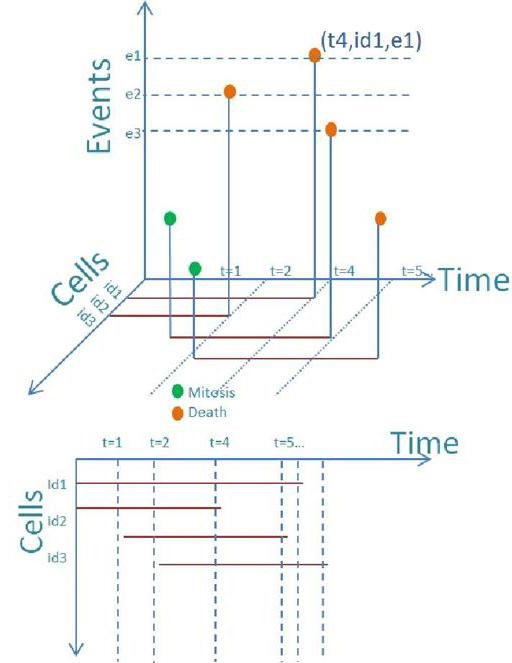 (t4,id1,e1)
e1
e2
e3
Events
Cells
id1
id2
id3
t=1
t=2
t=4
t=5...
Time
Mitosis
Death
Time
t=1
t=2
t=4
t=5...
Cells
Id1
id2
id3